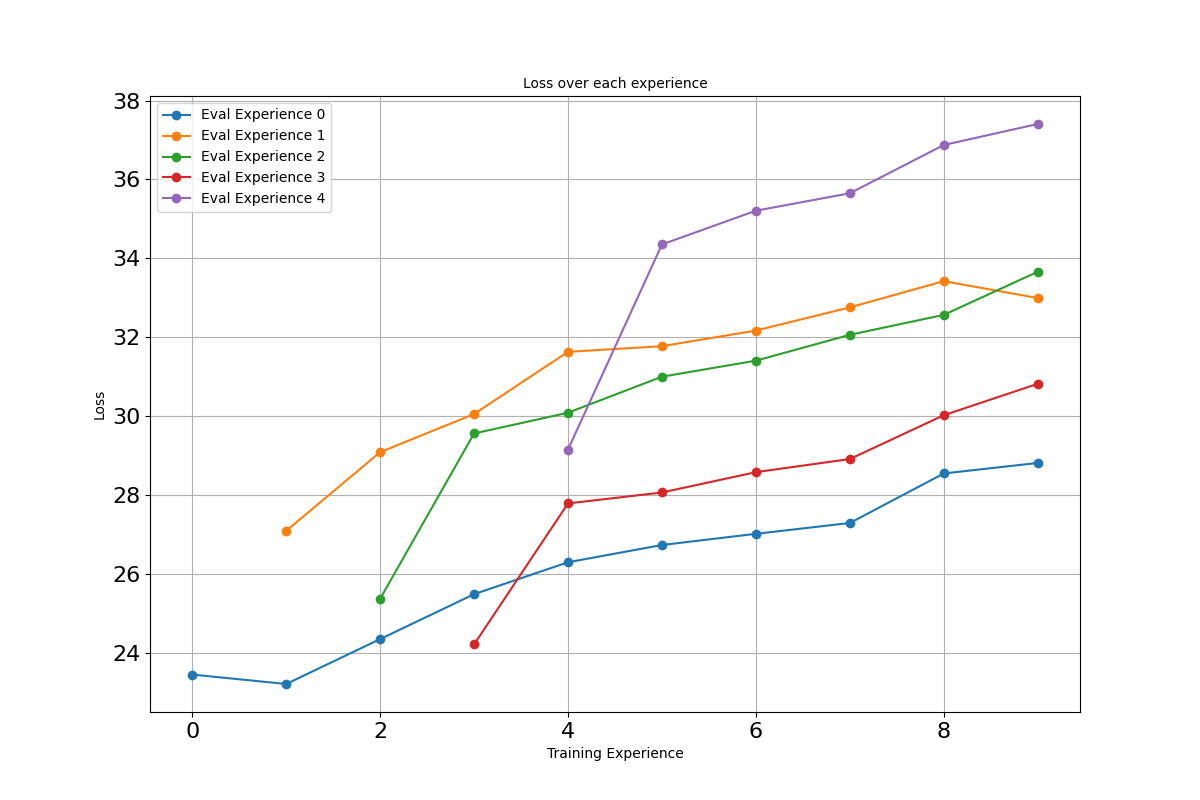 Loss over each experience
38
36
34
32
30
28
26
24
Loss
Eval Experience 0
Eval Experience 1
Eval Experience 2
Eval Experience 3
Eval Experience 4
0 2 4 6 8
Training Experience